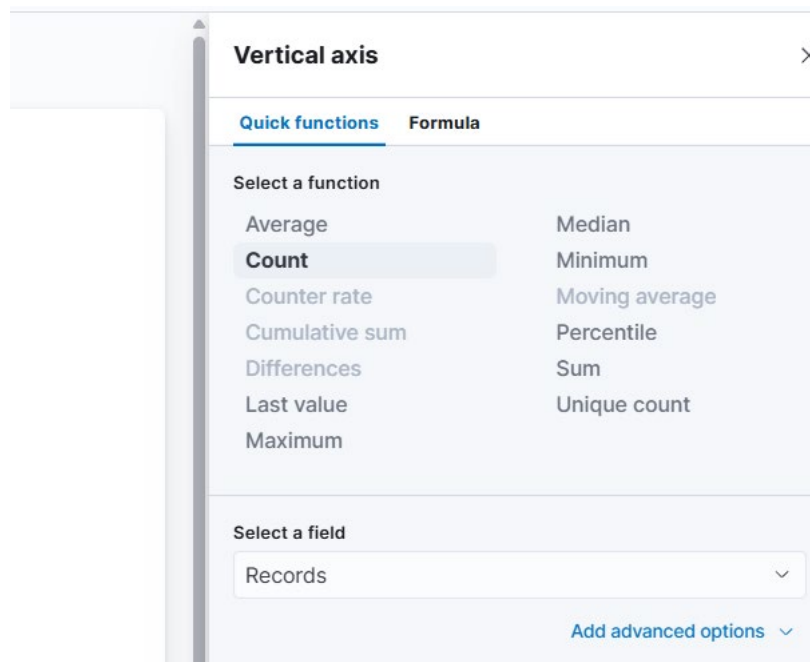 Vertical axis
Quick functions Formula
Select a function
Average Median
Count Minimum
Counter rate Moving average
Cumulative sum Percentile
Differences Sum
Last value Unique count
Maximum
Select a field
Records
Add advanced options